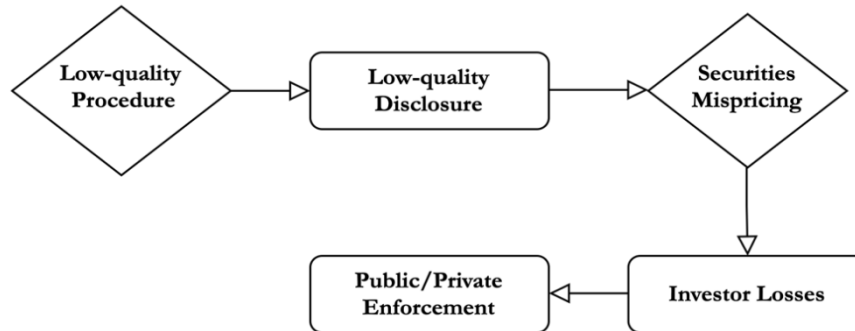 Low-quality
Procedure
Low-quality
Disclosure
Securities
Mispricing
Public/Private
Enforcement
Investor Losses